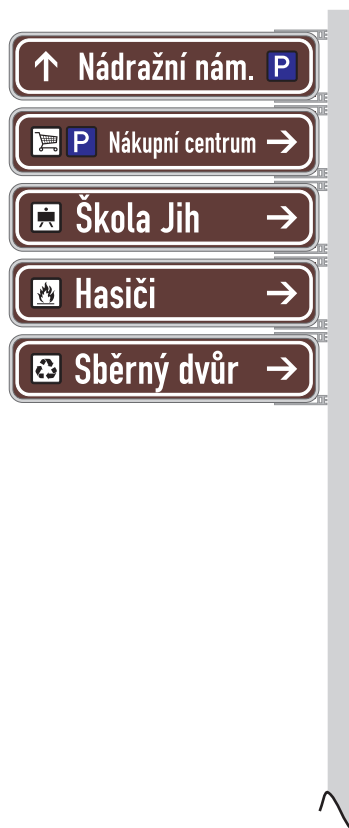 Nádražní nám. P
P Nákupní centrum
Škola Jih
Hasiči
Sběrný dvůr